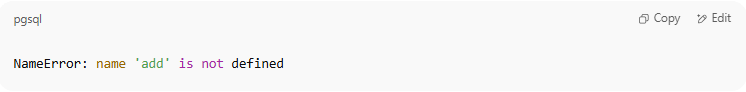 pgsql Copy Edit
NameError: name 'add' is not defined